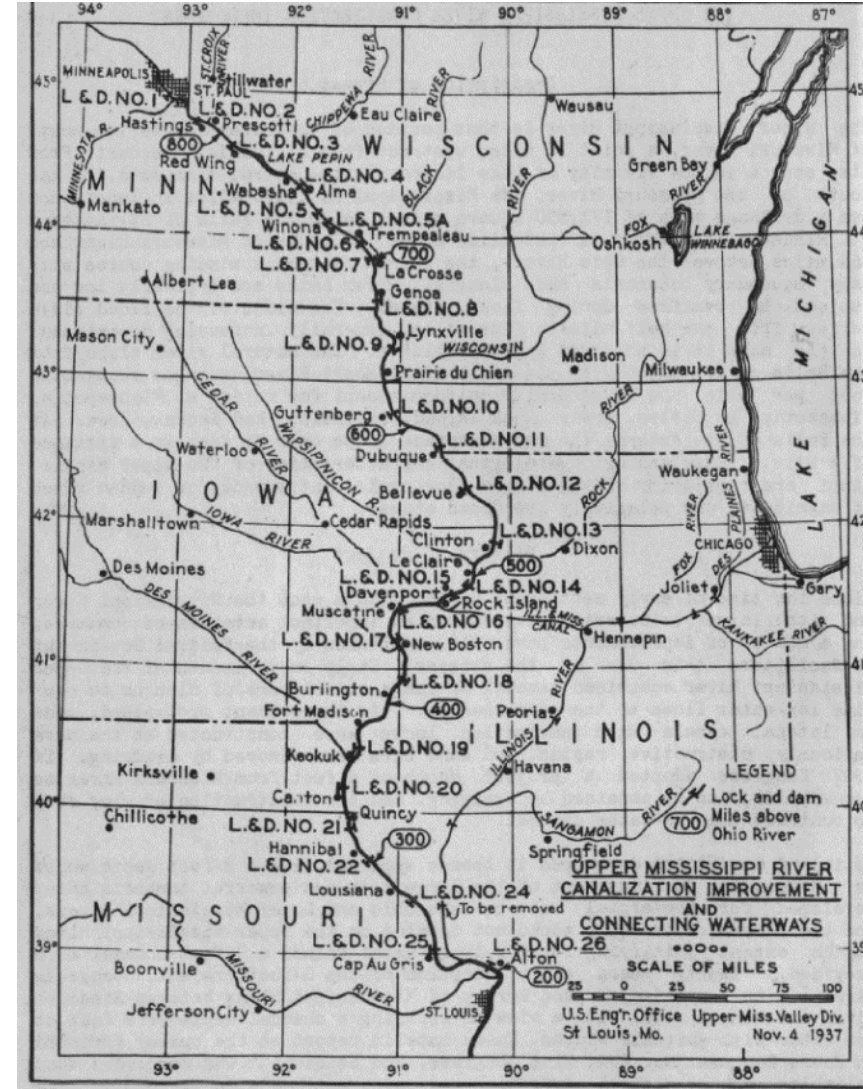 94° 93° 92° 91° 90° 89° 88° 87°
45°
MINNEAPOLIS
ST. CROIX RIVER
Stillwater
ST. PAUL
L & D. NO. 1
L. & D. NO. 2
Hastings
Prescott
CHIPPEWA RIVER
Eau Claire
Wausau
800
L. & D. NO. 3
Red Wing
LAKE PEPIN
WISCONSIN
Green Bay
MINNESOTA R.
MINN.
L. & D. NO. 4
Wabasha
Alma
BLACK RIVER
RIVER
FOX RIVER
Mankato
L. & D. NO. 5
L. & D. NO. 5A
44°
Winona
Trempealeau
L. & D. NO. 6
700
Oshkosh
FOX
LAKE WINNEBAGO
L. & D. NO. 7
LaCrosse
Albert Lea
Genoa
L. & D. NO. 8
LAKE MICHIGAN
Mason City
L. & D. NO. 9
Lynxville
WISCONSIN
Madison
Milwaukee
43°
Prairie du Chien
CEDAR RIVER
WAPSIPINICON R.
Guttenberg
L. & D. NO. 10
600
RIVER
L. & D. NO. 11
Waterloo
Dubuque
Waukegan
IOWA
Bellevue
L. & D. NO. 12
ROCK
FOX RIVER
DES PLAINES RIVER
42°
Marshalltown
IOWA RIVER
Cedar Rapids
L. & D. NO. 13
Clinton
Dixon
CHICAGO
LeClaire
500
Des Moines
L. & D. NO. 15
L. & D. NO. 14
Joliet
Gary
Davenport
Rock Island
DES MOINES RIVER
Muscatine
L. & D. NO 16
ILL. & MISS. CANAL
Hennepin
KANKAKEE RIVER
L. & D. NO. 17
New Boston
41°
L. & D. NO. 18
Burlington
400
Peoria
Fort Madison
ILLINOIS
ILLINOIS RIVER
L. & D. NO. 19
Keokuk
Havana
LEGEND
Kirksville
L. & D. NO. 20
Lock and dam
40°
Canton
700
Miles above
Ohio River
Chillicothe
Quincy
L. & D. NO. 21
SANGAMON RIVER
300
Hannibal
Springfield
L. & D. NO. 22
UPPER MISSISSIPPI RIVER
CANALIZATION IMPROVEMENT
AND
CONNECTING WATERWAYS
Louisiana
L. & D. NO. 24
MISSOURI
To be removed
39°
L. & D. NO. 25
L. & D. NO. 26
Cap Au Gris
Alton
SCALE OF MILES
Boonville
200
25 0 25 50 75 100
MISSOURI RIVER
Jefferson City
ST. LOUIS
U.S. Eng'r. Office Upper Miss. Valley Div.
St Louis, Mo. Nov. 4 1937
93° 92° 91° 90° 89° 88°